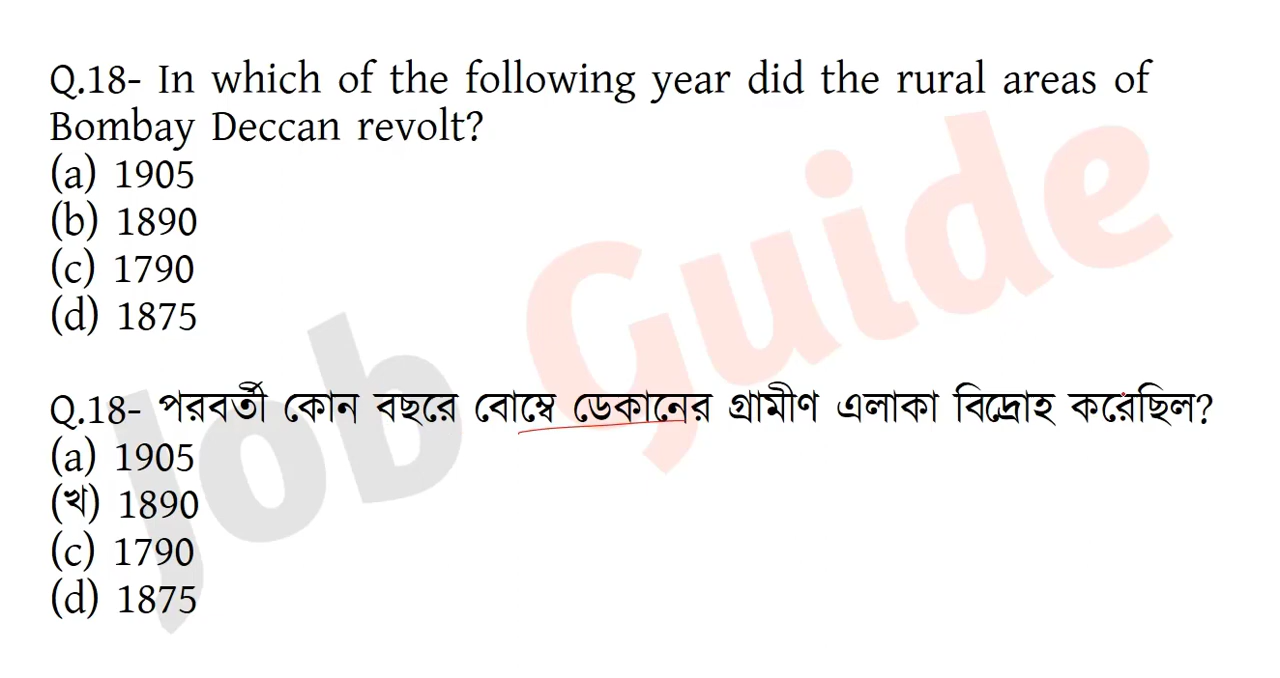 Q.18- In which of the following year did the rural areas of
Bombay Deccan revolt?
(a) 1905
(b) 1890
(c) 1790
(d) 1875
Q.18- পরবর্তী কোন বছরে বোম্বে ডেকানের গ্রামীণ এলাকা বিদ্রোহ করেছিল?
(a) 1905
(খ) 1890
(c) 1790
(d) 1875
Job Guide